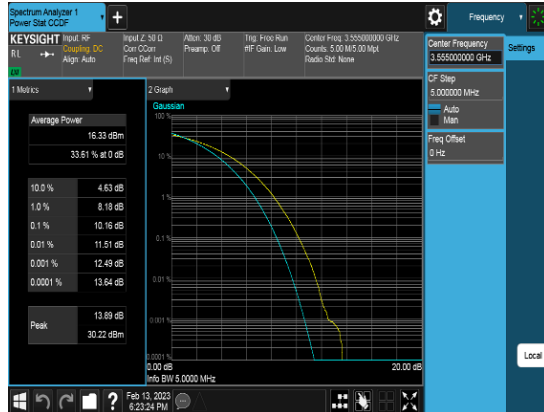 Spectrum Analyzer 1
Power Stat CCDF
Frequency
KEYSIGHT
RL
Input: RF
Coupling: DC
Align: Auto
Input Z: 50 Ω
Corr CCorr
Freq Ref: Int (S)
Atten: 30 dB
Preamp: Off
Trig: Free Run
#IF Gain: Low
Center Freq: 3.555000000 GHz
Counts: 5.00 M/5.00 Mpt
Radio Std: None
Center Frequency
3.555000000 GHz
Settings
CF Step
5.000000 MHz
Auto
Man
Freq Offset
0 Hz
1 Metrics
Average Power
16.33 dBm
33.61 % at 0 dB
10.0 % 4.63 dB
1.0 % 8.18 dB
0.1 % 10.16 dB
0.01 % 11.51 dB
0.001 % 12.49 dB
0.0001 % 13.64 dB
Peak
13.89 dB
30.22 dBm
2 Graph
Gaussian
100 %
10 %
1 %
0.1 %
0.01 %
0.001 %
0.0001 %
0.00 dB
20.00 dB
Info BW 5.0000 MHz
Local
Feb 13, 2023
6:23:24 PM